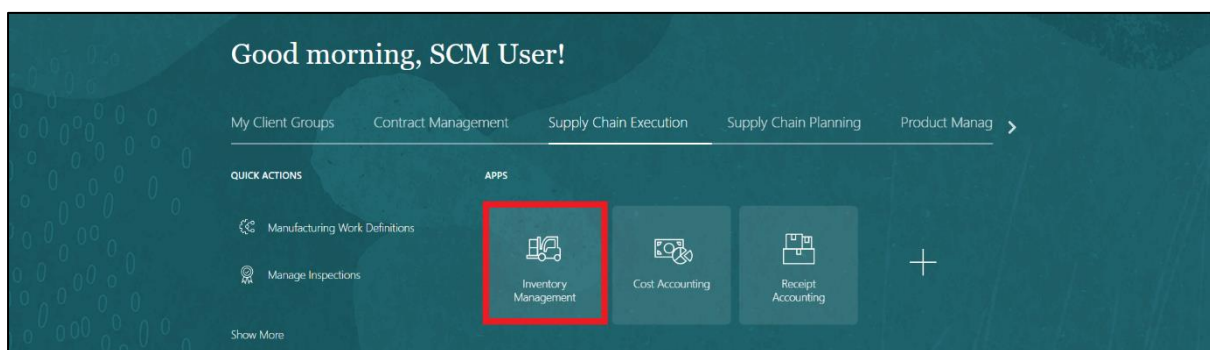 Good morning, SCM User!
My Client Groups Contract Management Supply Chain Execution Supply Chain Planning Product Manag
QUICK ACTIONS
Manufacturing Work Definitions
Manage Inspections
Show More
APPS
Inventory
Management
Cost Accounting
Receipt
Accounting